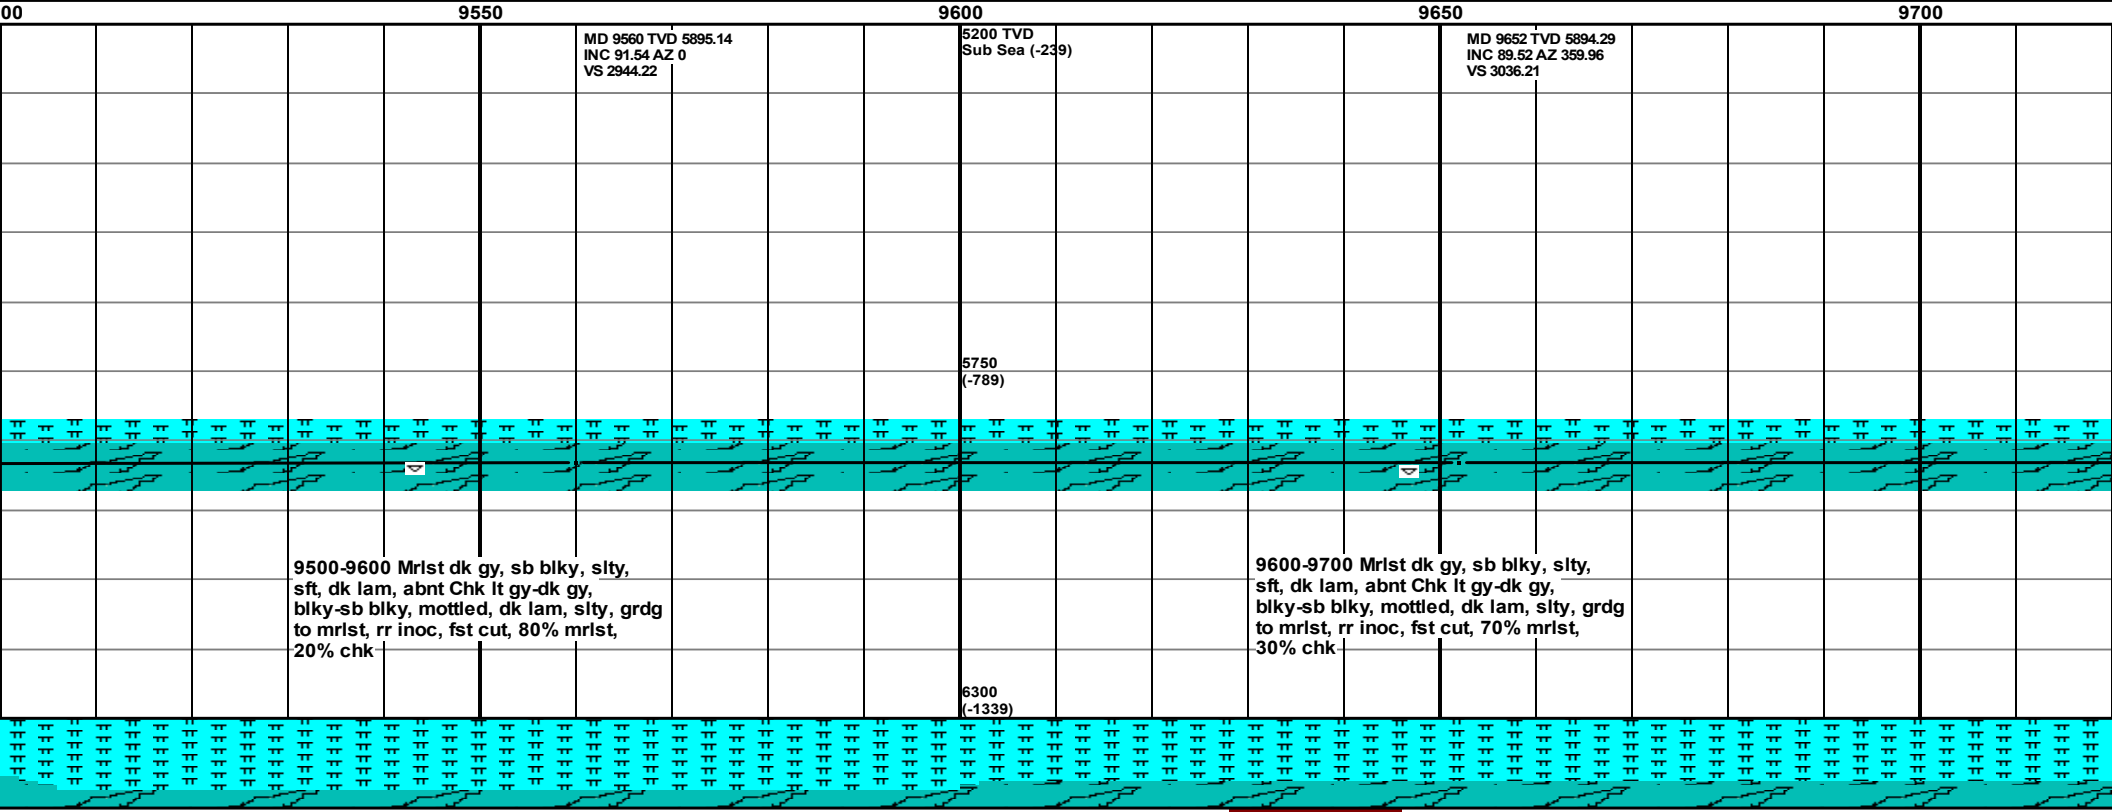 00 9550 9600 9650 9700
MD 9560 TVD 5895.14
INC 91.54 AZ 0
VS 2944.22
5200 TVD
Sub Sea (-239)
MD 9652 TVD 5894.29
INC 89.52 AZ 359.96
VS 3036.21
5750
(-789)
9500-9600 Mrlst dk gy, sb blky, slty,
sft, dk lam, abnt Chk lt gy-dk gy,
blky-sb blky, mottled, dk lam, slty, grdg
to mrlst, rr inoc, fst cut, 80% mrlst,
20% chk
9600-9700 Mrlst dk gy, sb blky, slty,
sft, dk lam, abnt Chk lt gy-dk gy,
blky-sb blky, mottled, dk lam, slty, grdg
to mrlst, rr inoc, fst cut, 70% mrlst,
30% chk
6300
(-1339)